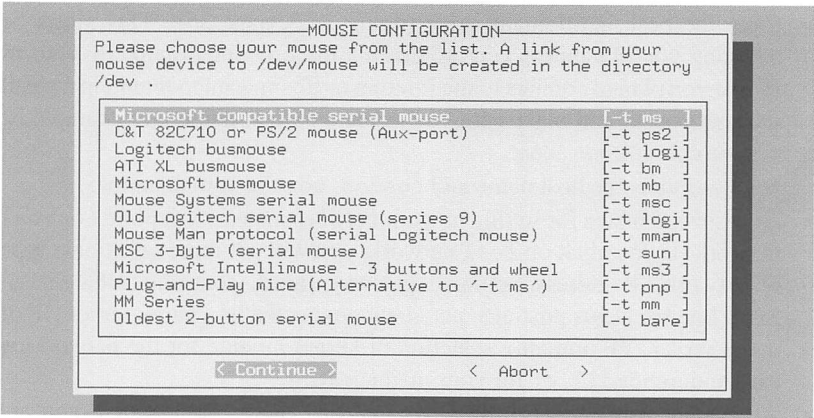 MOUSE CONFIGURATION
Please choose your mouse from the list. A link from your
mouse device to /dev/mouse will be created in the directory
/dev .
Microsoft compatible serial mouse [-t ms ]
C&T 82C710 or PS/2 mouse (Aux-port) [-t ps2 ]
Logitech busmouse [-t logi]
ATI XL busmouse [-t bm ]
Microsoft busmouse [-t mb ]
Mouse Systems serial mouse [-t msc ]
Old Logitech serial mouse (series 9) [-t logi]
Mouse Man protocol (serial Logitech mouse) [-t mman]
MSC 3-Byte (serial mouse) [-t sun ]
Microsoft Intellimouse - 3 buttons and wheel [-t ms3 ]
Plug-and-Play mice (Alternative to '-t ms') [-t pnp ]
MM Series [-t mm ]
Oldest 2-button serial mouse [-t bare]
< Continue > < Abort >